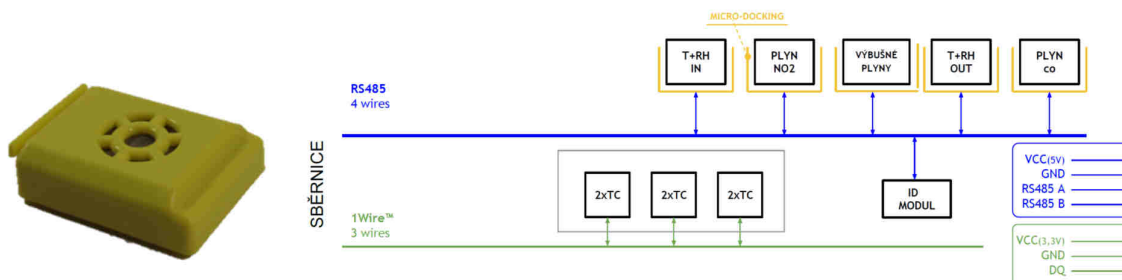 MICRO-DOCKING
T+RH
IN
PLYN
NO2
VÝBUŠNÉ
PLYNY
T+RH
OUT
PLYN
co
RS485
4 wires
SBĚRNICE
2xTC
2xTC
2xTC
ID
MODUL
1Wire™
3 wires
VCC(5V)
GND
RS485 A
RS485 B
VCC(3,3V)
GND
DQ